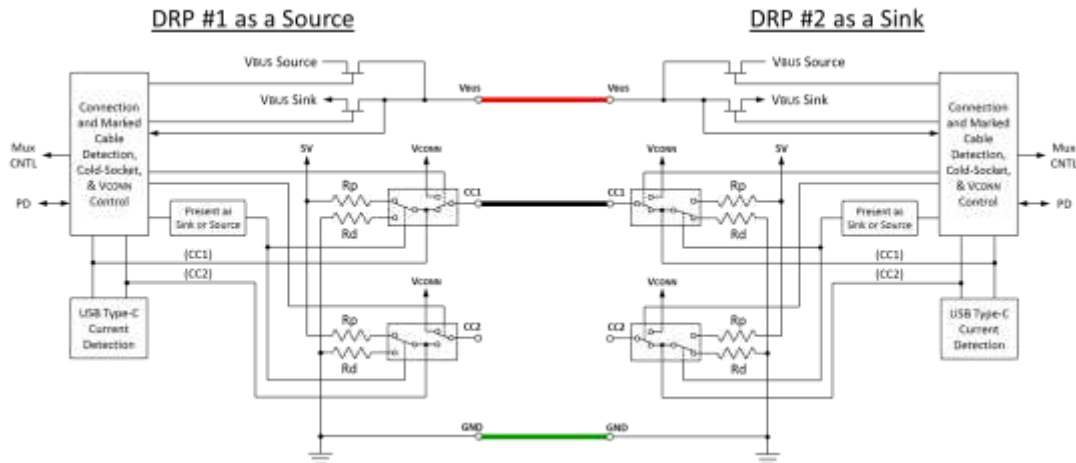 DRP #1 as a Source
DRP #2 as a Sink
VBUS Source
VBUS Sink
VBUS
VBUS
VBUS Source
VBUS Sink
Connection
and Marked
Cable
Detection,
Cold-Socket,
& VCONN
Control
Connection
and Marked
Cable
Detection,
Cold-Socket,
& VCONN
Control
Mux
CNTL
PD
Mux
CNTL
PD
5V
VCONN
VCONN
5V
Rp
Rd
CC1
CC1
Rp
Rd
Present as
Sink or Source
Present as
Sink or Source
(CC1)
(CC2)
(CC1)
(CC2)
VCONN
VCONN
USB Type-C
Current
Detection
USB Type-C
Current
Detection
Rp
Rd
CC2
CC2
Rp
Rd
GND
GND